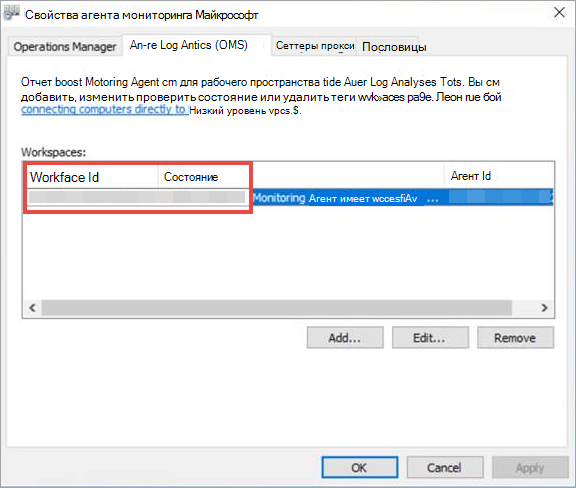 Свойства агента мониторинга Майкрософт
Operations Manager An-re Log Antics (OMS) Сеттеры прокси Пословицы
Отчет boost Motoring Agent cm для рабочего пространства tide Auer Log Analyses Tots. Вы см
добавить, изменить проверить состояние или удалить теги wvk»aces pa9e. Леон rue бой
connecting computers directly to Низкий уровень vpcs.$.
Workspaces:
Workface Id Состояние Агент Id
Monitoring Агент имеет wccesfiAv ...
Add... Edit... Remove
OK Cancel Apply